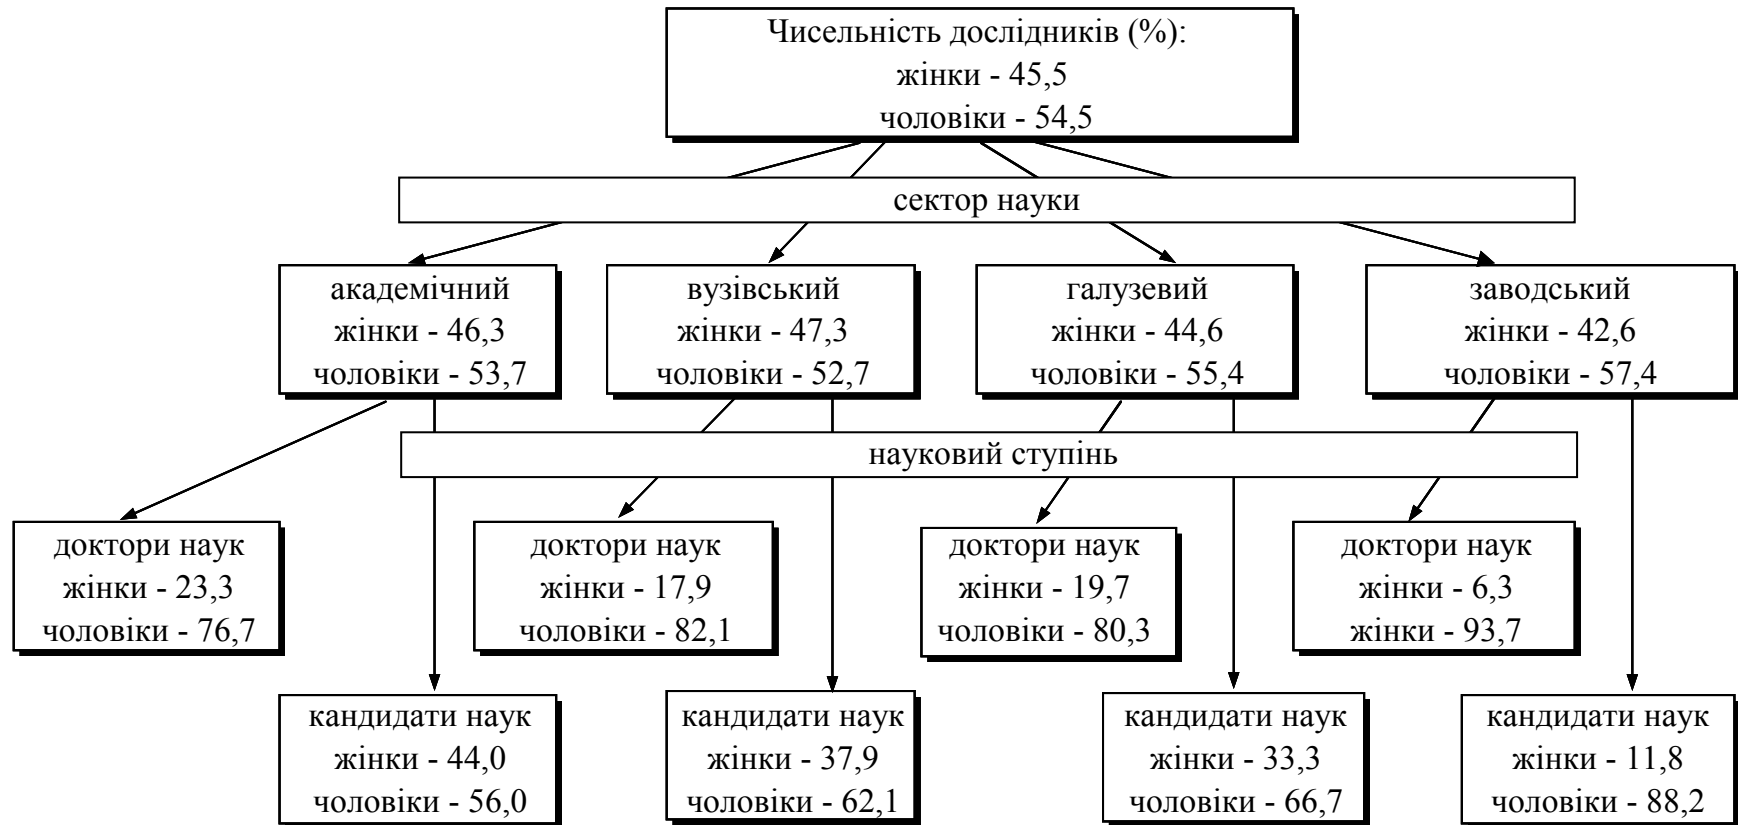 Чисельність дослідників (%):
жінки - 45,5
чоловіки - 54,5
сектор науки
академічний
жінки - 46,3
чоловіки - 53,7
вузівський
жінки - 47,3
чоловіки - 52,7
галузевий
жінки - 44,6
чоловіки - 55,4
заводський
жінки - 42,6
чоловіки - 57,4
науковий ступінь
доктори наук
жінки - 23,3
чоловіки - 76,7
доктори наук
жінки - 17,9
чоловіки - 82,1
доктори наук
жінки - 19,7
чоловіки - 80,3
доктори наук
жінки - 6,3
жінки - 93,7
кандидати наук
жінки - 44,0
чоловіки - 56,0
кандидати наук
жінки - 37,9
чоловіки - 62,1
кандидати наук
жінки - 33,3
чоловіки - 66,7
кандидати наук
жінки - 11,8
чоловіки - 88,2